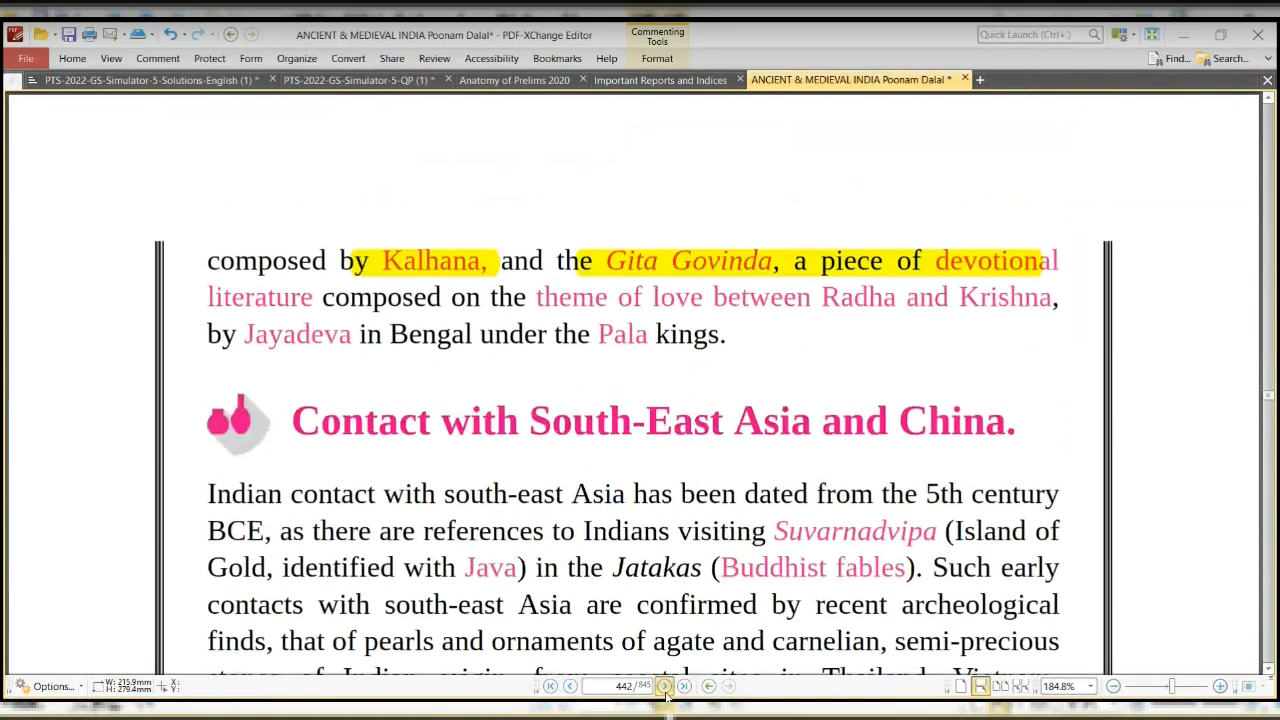 ANCIENT & MEDIEVAL INDIA Poonam Dalal* - PDF-XChange Editor
Commenting Tools
Quick Launch (Ctrl+.)
File Home View Comment Protect Form Organize Convert Share Review Accessibility Bookmarks Help Format Find... Search...
PTS-2022-GS-Simulator-5-Solutions-English (1) * × PTS-2022-GS-Simulator-5-QP (1) * × Anatomy of Prelims 2020 × Important Reports and Indices × ANCIENT & MEDIEVAL INDIA Poonam Dalal * ×
composed by Kalhana, and the Gita Govinda, a piece of devotional
literature composed on the theme of love between Radha and Krishna,
by Jayadeva in Bengal under the Pala kings.
Contact with South-East Asia and China.
Indian contact with south-east Asia has been dated from the 5th century
BCE, as there are references to Indians visiting Suvarnadvipa (Island of
Gold, identified with Java) in the Jatakas (Buddhist fables). Such early
contacts with south-east Asia are confirmed by recent archeological
finds, that of pearls and ornaments of agate and carnelian, semi-precious
Options... W: 215.9mm H: 279.4mm X: Y: 442/845 184.8%